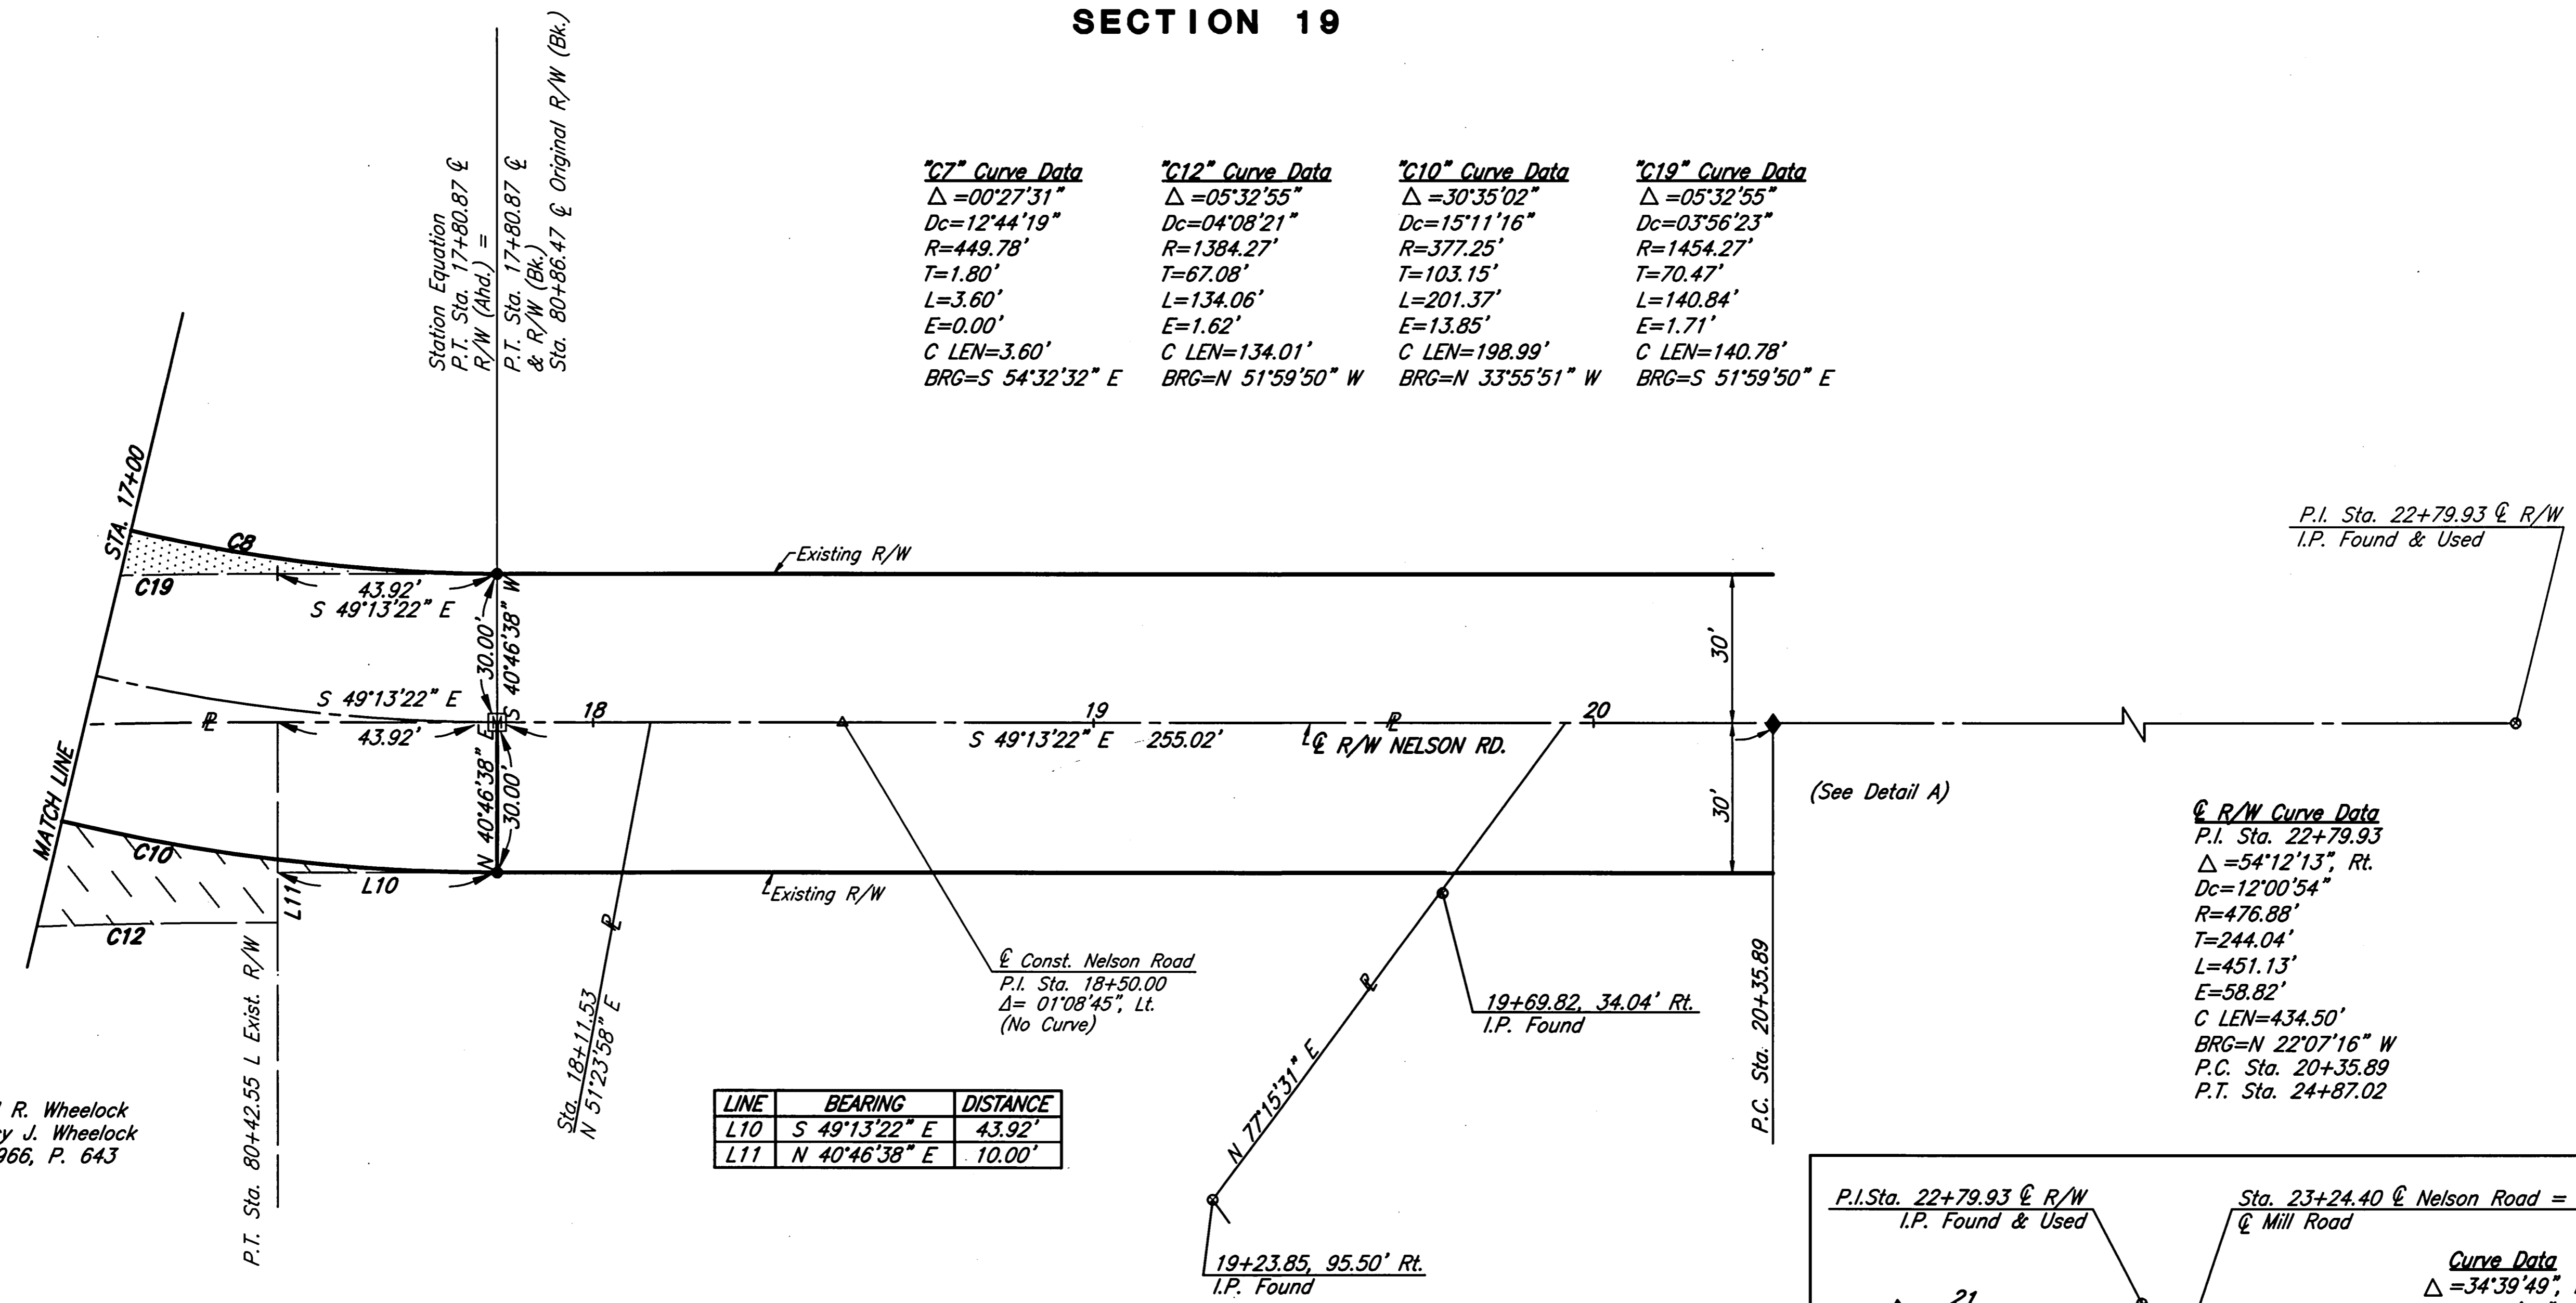 SECTION 19
Station Equation
P.T. Sta. 17+80.87 ℄
R/W (Ahd.) =
P.T. Sta. 17+80.87 ℄
& R/W (Bk.)
Sta. 80+86.47 ℄ Original R/W (Bk.)
"C7" Curve Data
Δ =00°27'31"
Dc=12°44'19"
R=449.78'
T=1.80'
L=3.60'
E=0.00'
C LEN=3.60'
BRG=S 54°32'32" E
"C12" Curve Data
Δ =05°32'55"
Dc=04°08'21"
R=1384.27'
T=67.08'
L=134.06'
E=1.62'
C LEN=134.01'
BRG=N 51°59'50" W
"C10" Curve Data
Δ =30°35'02"
Dc=15°11'16"
R=377.25'
T=103.15'
L=201.37'
E=13.85'
C LEN=198.99'
BRG=N 33°55'51" W
"C19" Curve Data
Δ =05°32'55"
Dc=03°56'23"
R=1454.27'
T=70.47'
L=140.84'
E=1.71'
C LEN=140.78'
BRG=S 51°59'50" E
STA. 17+00
MATCH LINE
C8
C19
43.92'
S 49°13'22" E
Existing R/W
30.00'
S 40°46'38" W
30'
P.I. Sta. 22+79.93 ℄ R/W
I.P. Found & Used
S 49°13'22" E
43.92'
PL
M
18
19
20
S 49°13'22" E 255.02'
℄ R/W NELSON RD.
PL
N 40°46'38" E
30.00'
30'
(See Detail A)
C10
L10
L11
C12
Existing R/W
PL
P.T. Sta. 80+42.55 L Exist. R/W
Sta. 18+11.53
N 51°23'58" E
℄ Const. Nelson Road
P.I. Sta. 18+50.00
Δ= 01°08'45", Lt.
(No Curve)
PL
19+69.82, 34.04' Rt.
I.P. Found
N 77°15'31" E
P.C. Sta. 20+35.89
℄ R/W Curve Data
P.I. Sta. 22+79.93
Δ =54°12'13", Rt.
Dc=12°00'54"
R=476.88'
T=244.04'
L=451.13'
E=58.82'
C LEN=434.50'
BRG=N 22°07'16" W
P.C. Sta. 20+35.89
P.T. Sta. 24+87.02
R. Wheelock
y J. Wheelock
966, P. 643
LINE BEARING DISTANCE
L10 S 49°13'22" E 43.92'
L11 N 40°46'38" E 10.00'
19+23.85, 95.50' Rt.
I.P. Found
P.I.Sta. 22+79.93 ℄ R/W
I.P. Found & Used
Sta. 23+24.40 ℄ Nelson Road =
℄ Mill Road
Curve Data
Δ =34°39'49",
21